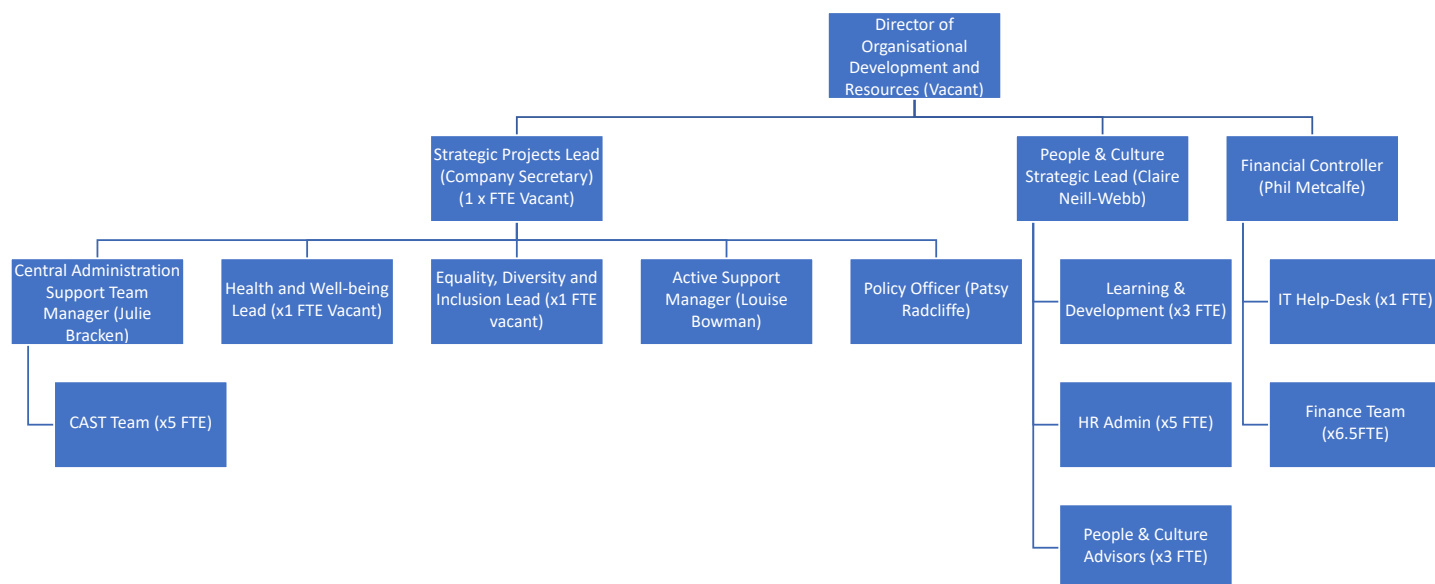 Director of
Organisational
Development and
Resources (Vacant)
Strategic Projects Lead
(Company Secretary)
(1 x FTE Vacant)
People & Culture
Strategic Lead (Claire
Neill-Webb)
Financial Controller
(Phil Metcalfe)
Central Administration
Support Team
Manager (Julie
Bracken)
Health and Well-being
Lead (x1 FTE Vacant)
Equality, Diversity and
Inclusion Lead (x1 FTE
vacant)
Active Support
Manager (Louise
Bowman)
Policy Officer (Patsy
Radcliffe)
Learning &
Development (x3 FTE)
IT Help-Desk (x1 FTE)
CAST Team (x5 FTE)
HR Admin (x5 FTE)
Finance Team
(x6.5FTE)
People & Culture
Advisors (x3 FTE)